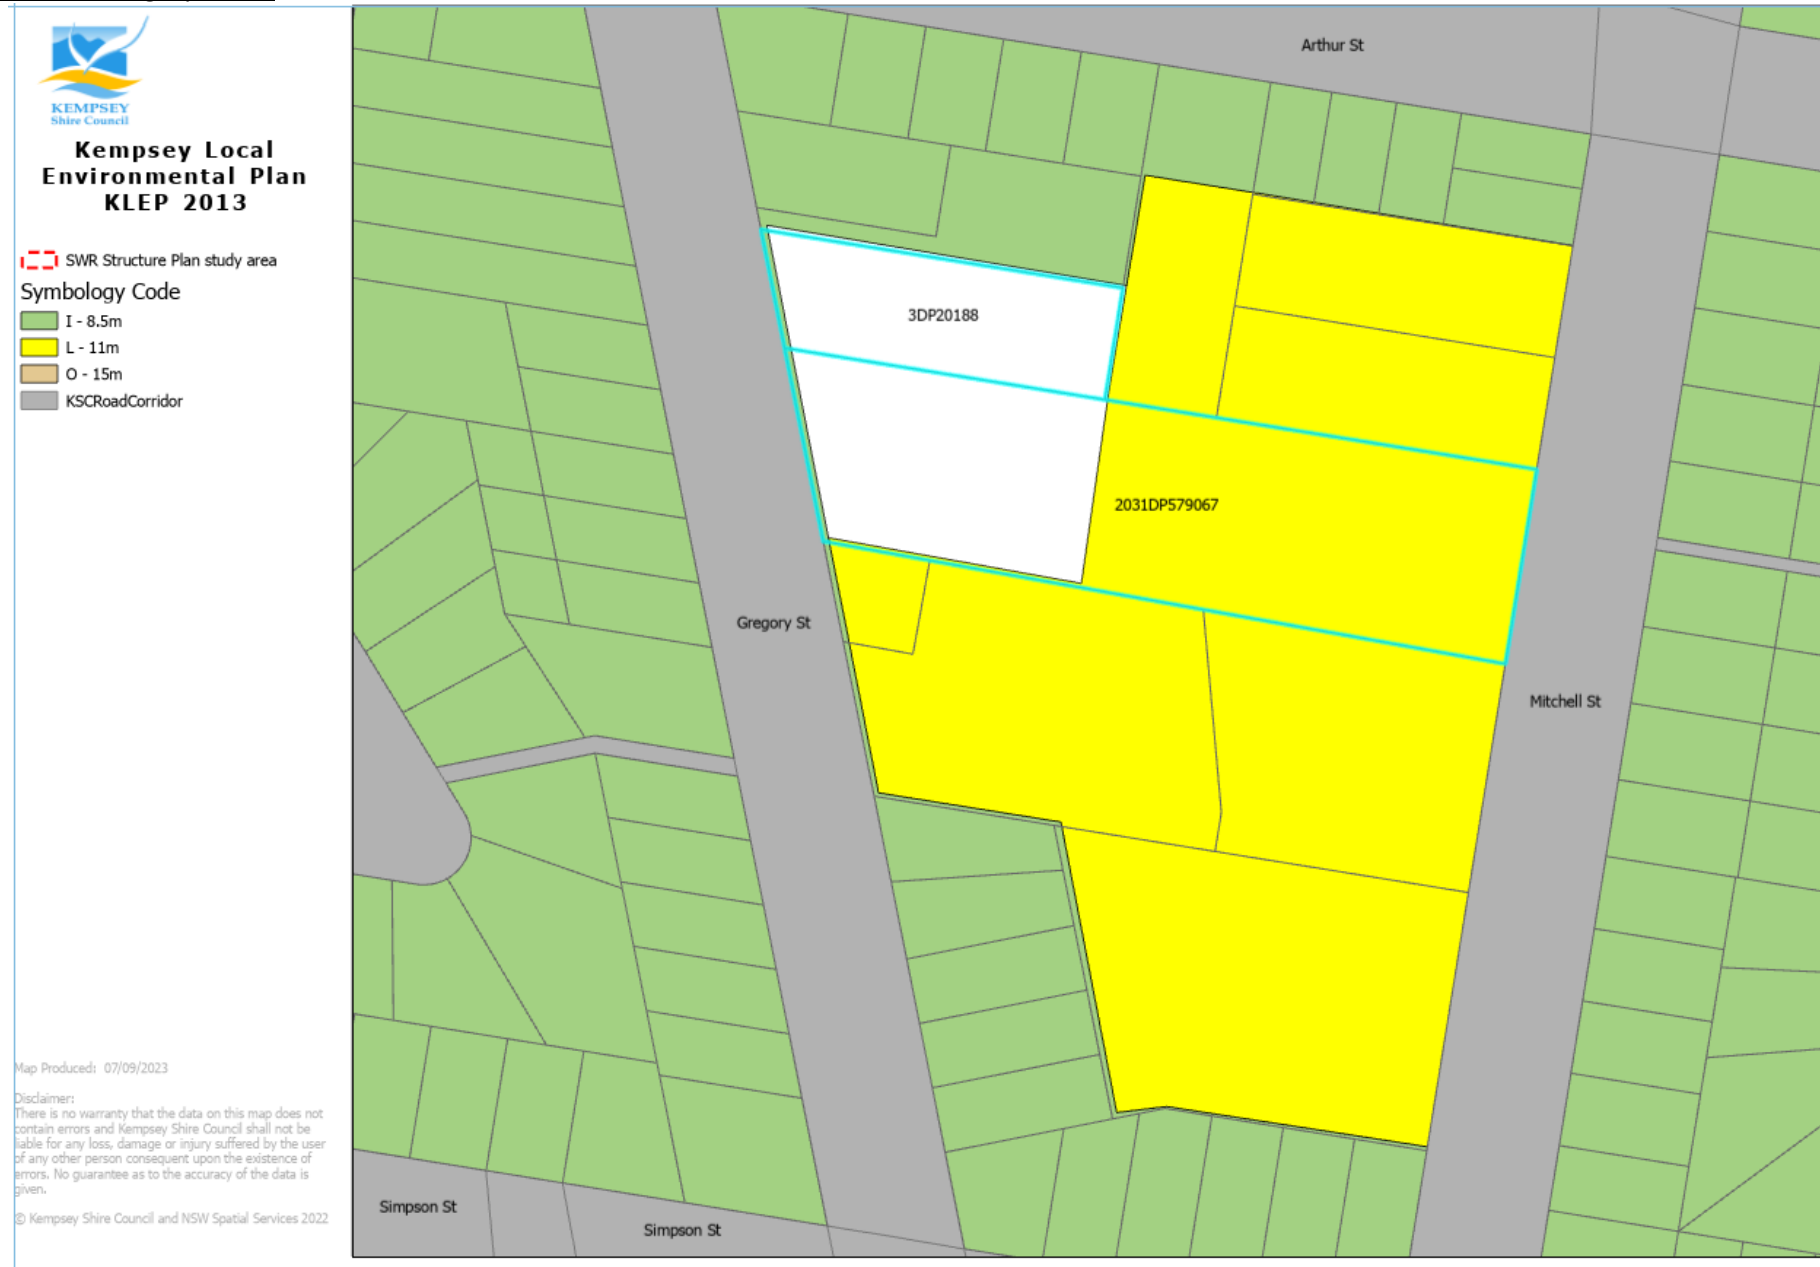 KEMPSEY
Shire Council
Kempsey Local
Environmental Plan
KLEP 2013
SWR Structure Plan study area
Symbology Code
I - 8.5m
L - 11m
O - 15m
KSCRoadCorridor
Arthur St
3DP20188
2031DP579067
Gregory St
Mitchell St
Simpson St
Simpson St
Map Produced: 07/09/2023
Disclaimer:
There is no warranty that the data on this map does not
contain errors and Kempsey Shire Council shall not be
liable for any loss, damage or injury suffered by the user
of any other person consequent upon the existence of
errors. No guarantee as to the accuracy of the data is
given.
© Kempsey Shire Council and NSW Spatial Services 2022